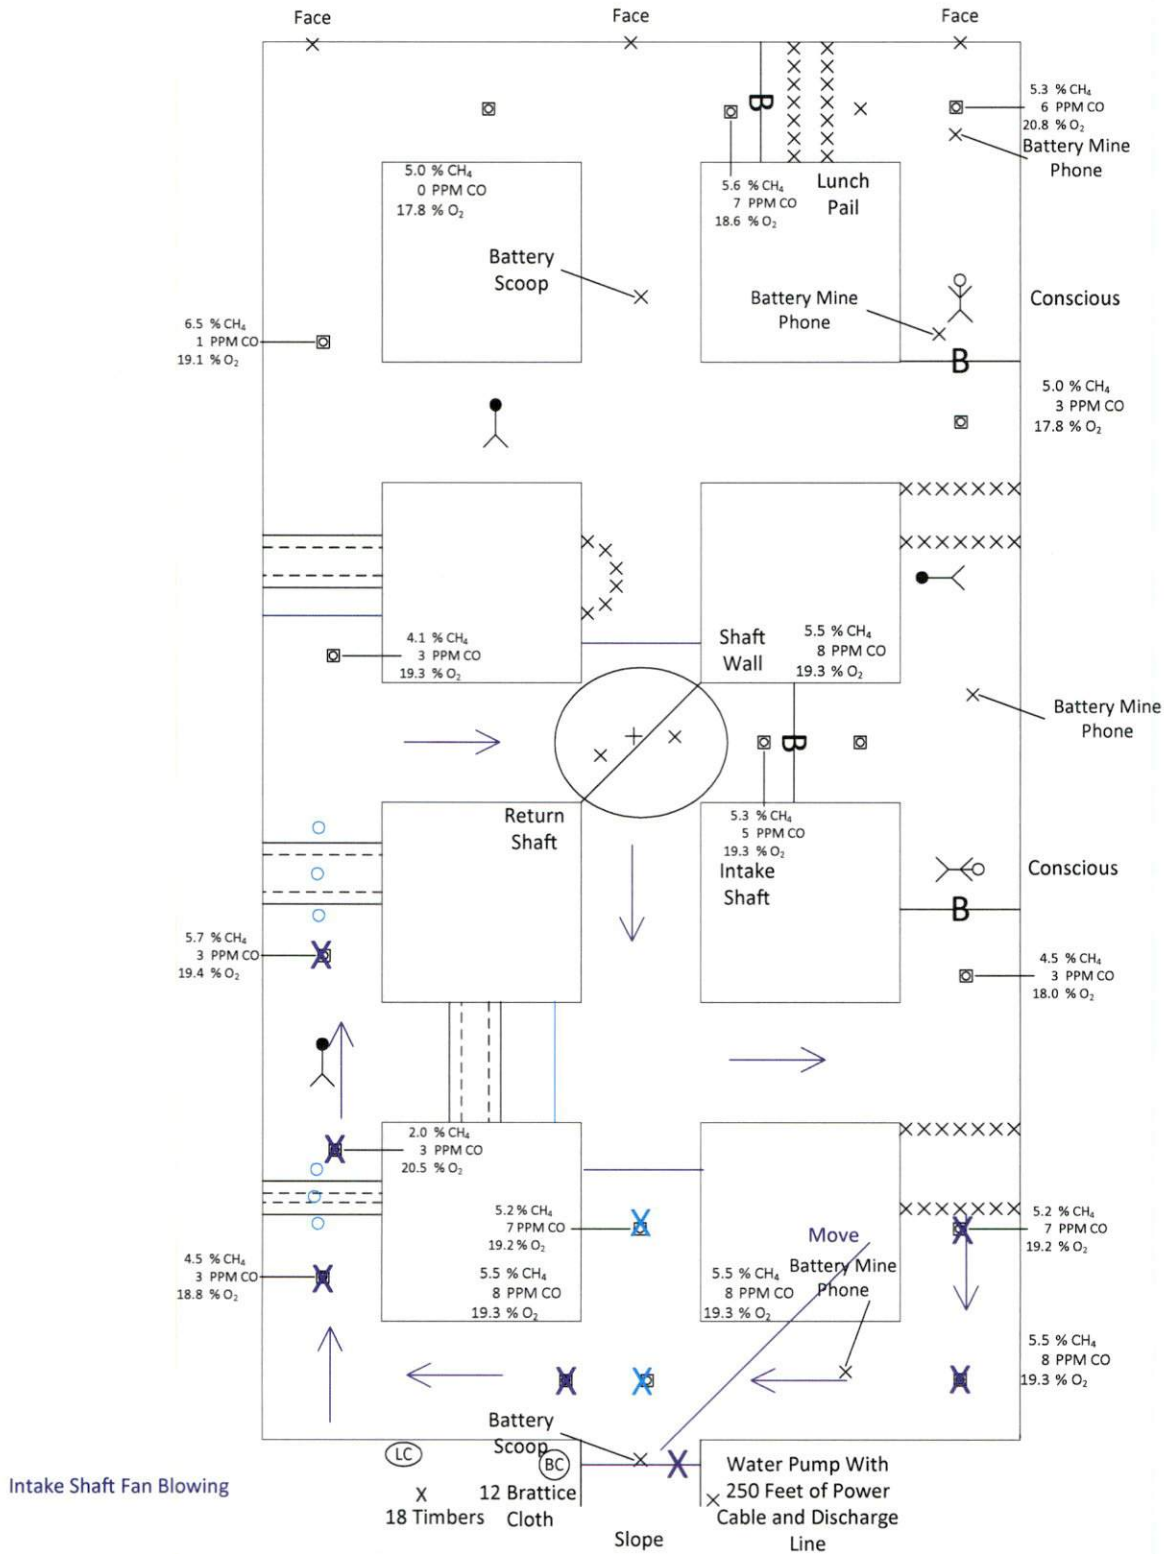 Face
Face
Face
5.3 % CH₄
6 PPM CO
20.8 % O₂
Battery Mine
Phone
B
5.0 % CH₄
0 PPM CO
17.8 % O₂
5.6 % CH₄
7 PPM CO
18.6 % O₂
Lunch
Pail
Battery
Scoop
Battery Mine
Phone
Conscious
6.5 % CH₄
1 PPM CO
19.1 % O₂
B
5.0 % CH₄
3 PPM CO
17.8 % O₂
4.1 % CH₄
3 PPM CO
19.3 % O₂
Shaft
Wall
5.5 % CH₄
8 PPM CO
19.3 % O₂
Battery Mine
Phone
B
Return
Shaft
5.3 % CH₄
5 PPM CO
19.3 % O₂
Intake
Shaft
Conscious
B
5.7 % CH₄
3 PPM CO
19.4 % O₂
4.5 % CH₄
3 PPM CO
18.0 % O₂
2.0 % CH₄
3 PPM CO
20.5 % O₂
5.2 % CH₄
7 PPM CO
19.2 % O₂
5.2 % CH₄
7 PPM CO
19.2 % O₂
Move
Battery Mine
Phone
4.5 % CH₄
3 PPM CO
18.8 % O₂
5.5 % CH₄
8 PPM CO
19.3 % O₂
5.5 % CH₄
8 PPM CO
19.3 % O₂
5.5 % CH₄
8 PPM CO
19.3 % O₂
Battery
Scoop
LC
BC
Intake Shaft Fan Blowing
X
18 Timbers
12 Brattice
Cloth
Slope
Water Pump With
250 Feet of Power
Cable and Discharge
Line